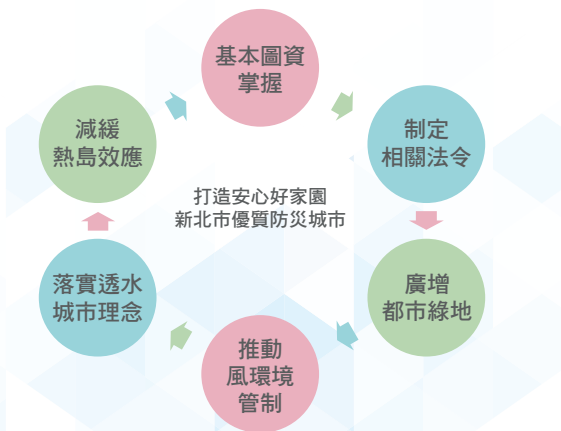 基本圖資
掌握
制定
相關法令
廣增
都市綠地
推動
風環境
管制
落實透水
城市理念
減緩
熱島效應
打造安心好家園
新北市優質防災城市